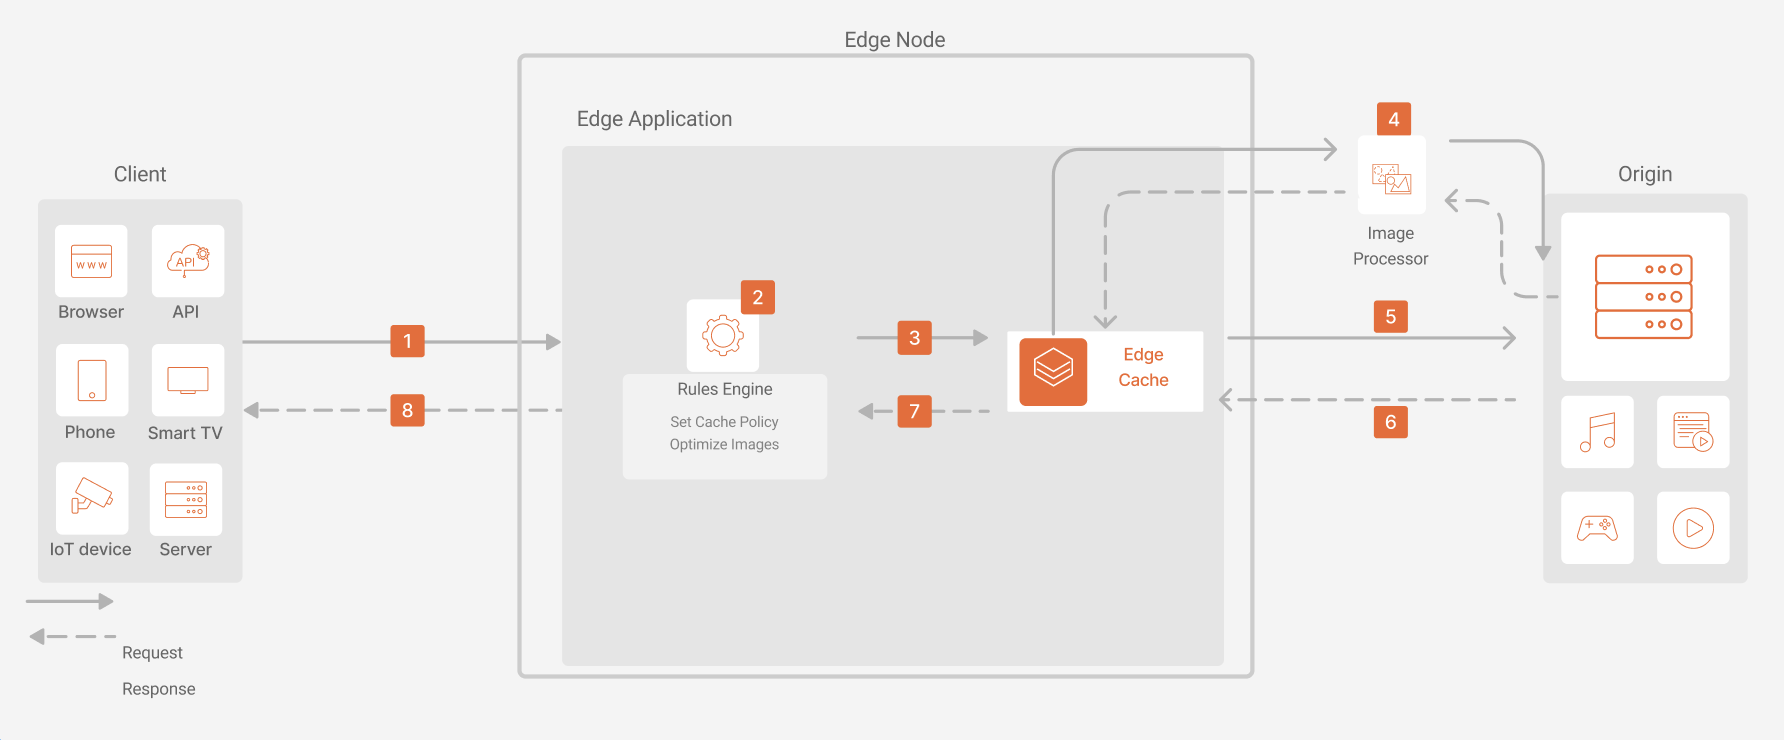 Edge Node
Edge Application
4
Client
Origin
WWW
API
Image
Processor
Browser
API
2
1
3
5
Edge
Cache
Rules Engine
Set Cache Policy
Optimize Images
8
7
6
Phone
Smart TV
IoT device
Server
Request
Response